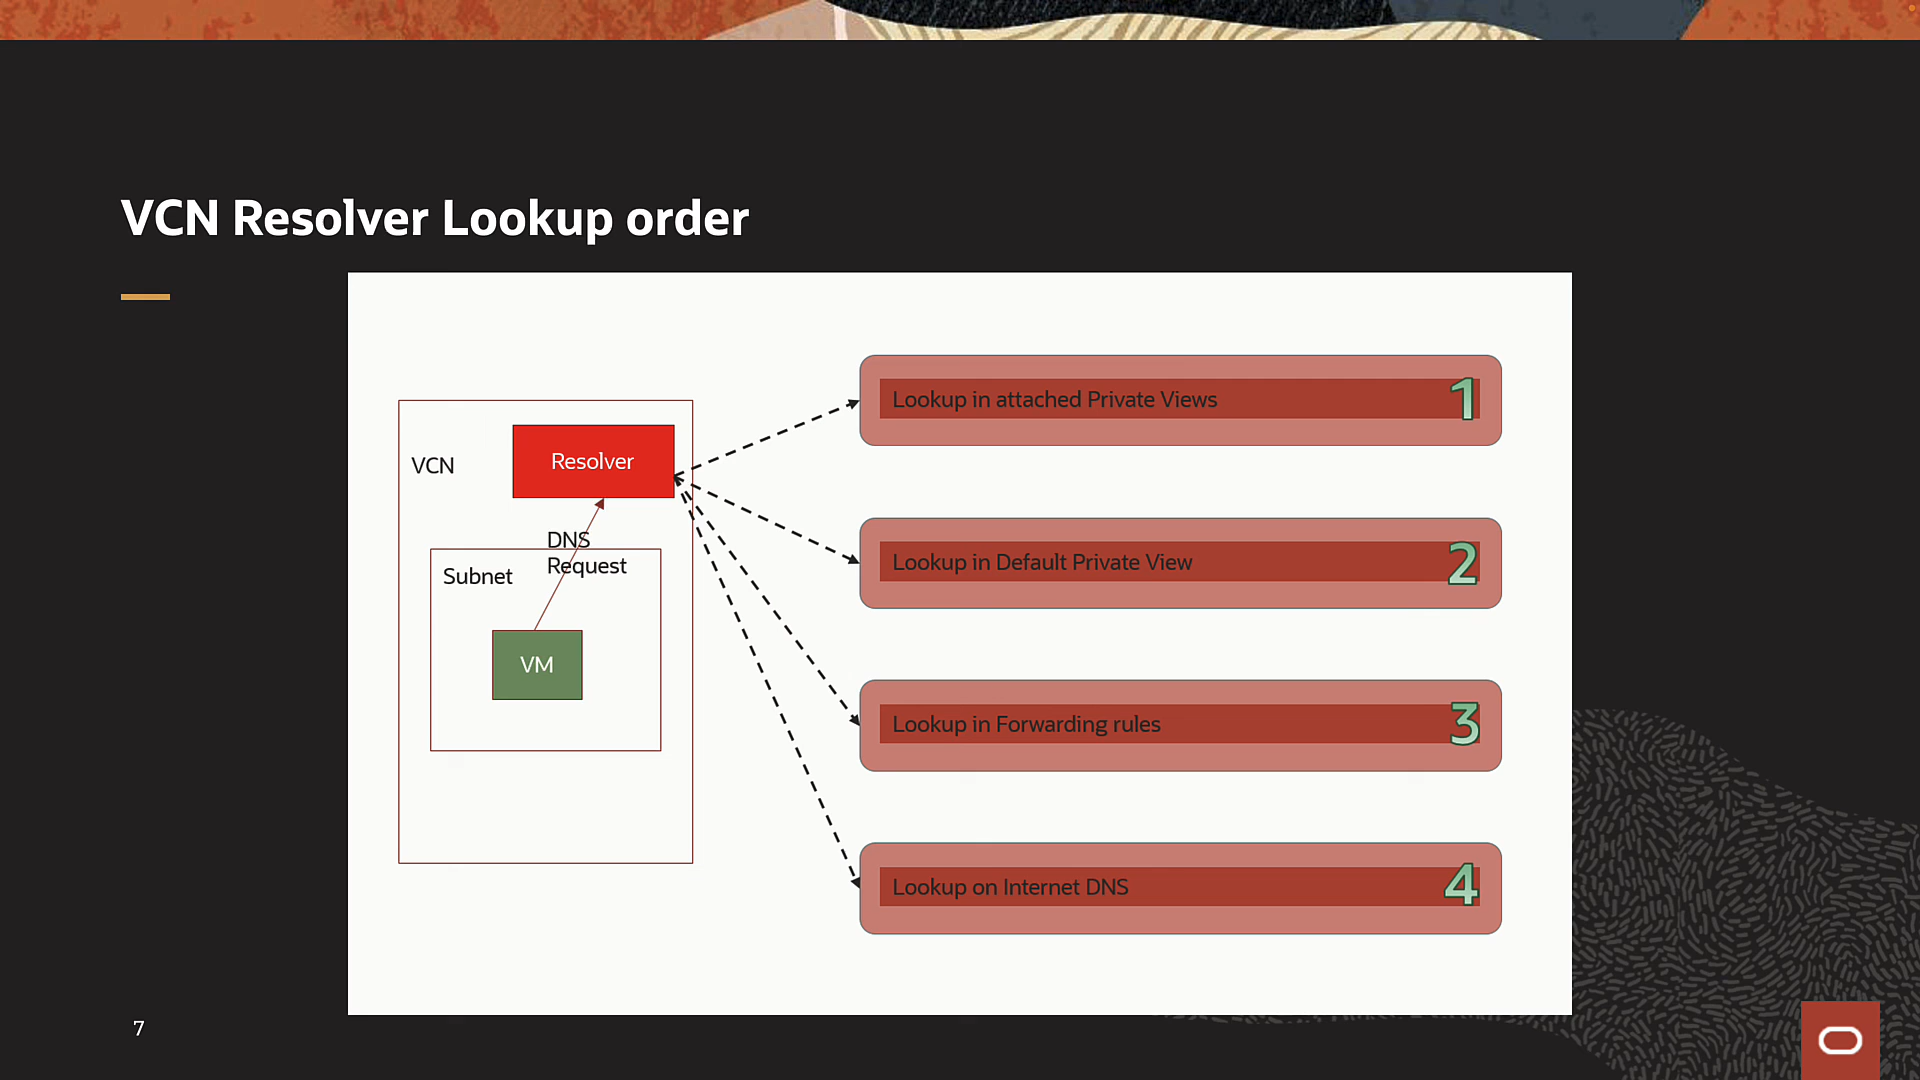 VCN Resolver Lookup order
VCN
Resolver
DNS
Request
Subnet
VM
Lookup in attached Private Views 1
Lookup in Default Private View 2
Lookup in Forwarding rules 3
Lookup on Internet DNS 4
7